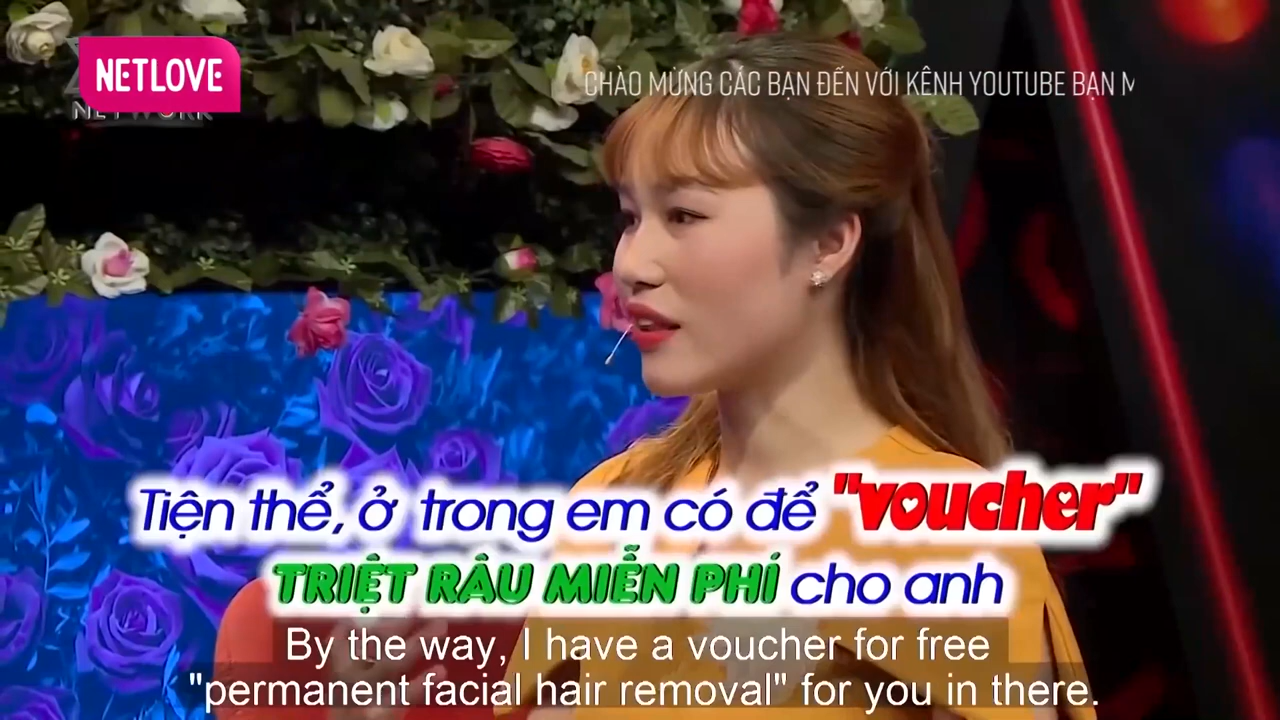 NETLOVE
NETWORK
CHÀO MỪNG CÁC BẠN ĐẾN VỚI KÊNH YOUTUBE BẠN M
Tiện thể, ở trong em có để "voucher"
TRIỆT RÂU MIỄN PHÍ cho anh
By the way, I have a voucher for free
"permanent facial hair removal" for you in there.